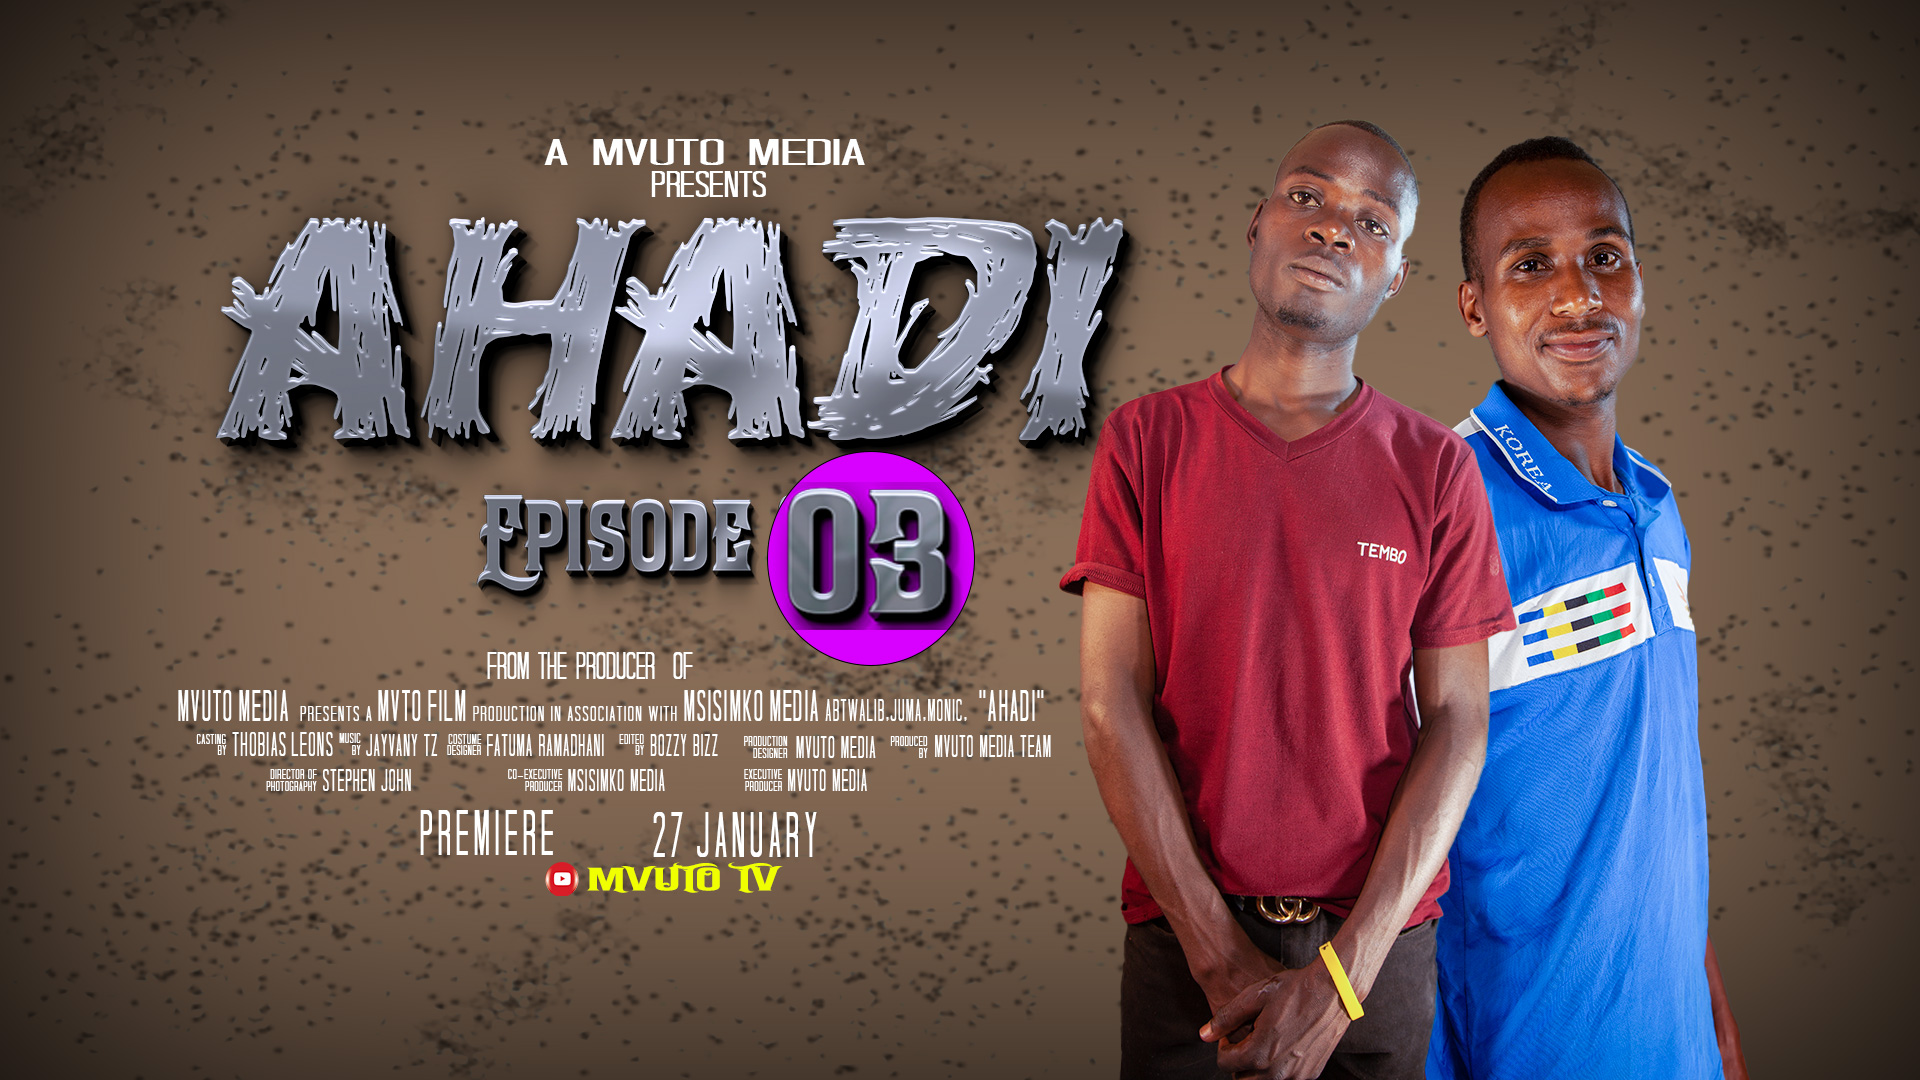 A MVUTO MEDIA
PRESENTS
AHADI
EPISODE 03
FROM THE PRODUCER OF
MVUTO MEDIA PRESENTS A MVTO FILM PRODUCTION IN ASSOCIATION WITH MSISIMKO MEDIA ABTWALIB,JUMA,MONIC, "AHADI"
CASTING BY THOBIAS LEONS MUSIC BY JAYVANY TZ COSTUME DESIGNER FATUMA RAMADHANI EDITED BY BOZZY BIZZ PRODUCTION DESIGNER MVUTO MEDIA PRODUCED BY MVUTO MEDIA TEAM
DIRECTOR OF PHOTOGRAPHY STEPHEN JOHN CO-EXECUTIVE PRODUCER MSISIMKO MEDIA EXECUTIVE PRODUCER MVUTO MEDIA
PREMIERE 27 JANUARY
MVUTO TV
TEMBO
KOREA